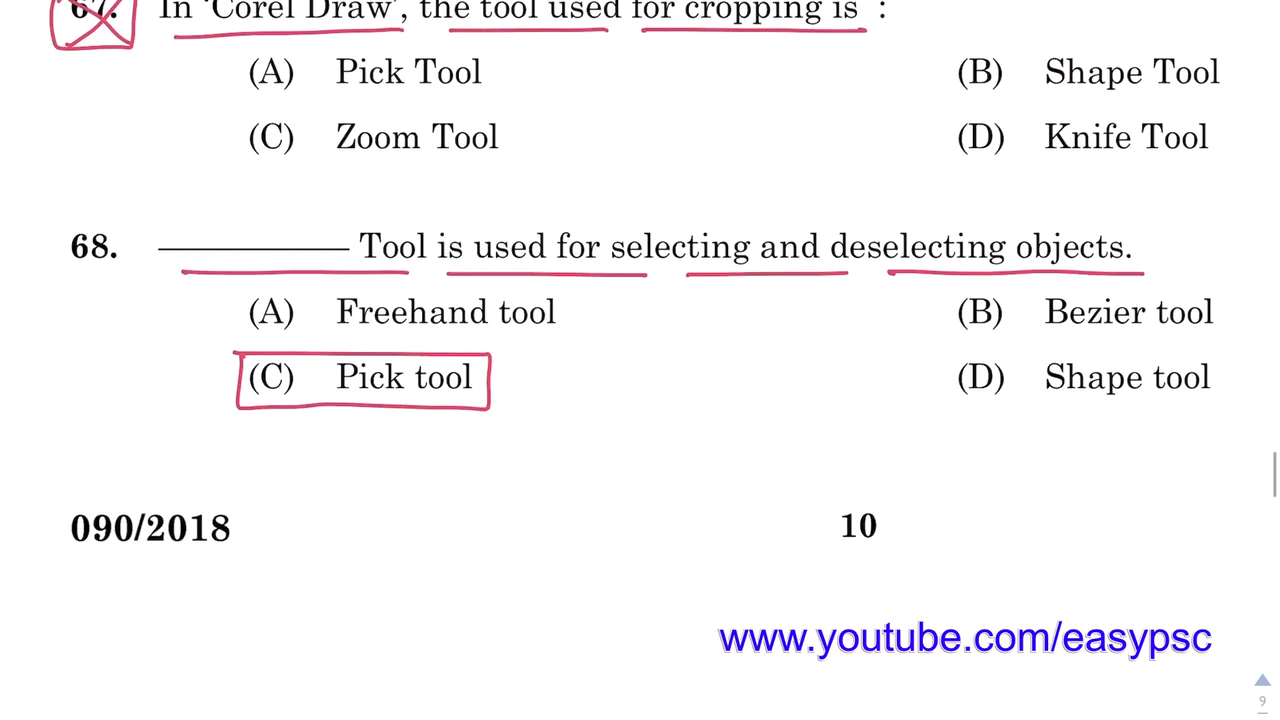 67. In 'Corel Draw', the tool used for cropping is :
(A) Pick Tool (B) Shape Tool
(C) Zoom Tool (D) Knife Tool
68. ―――― Tool is used for selecting and deselecting objects.
(A) Freehand tool (B) Bezier tool
(C) Pick tool (D) Shape tool
090/2018 10
www.youtube.com/easypsc
9